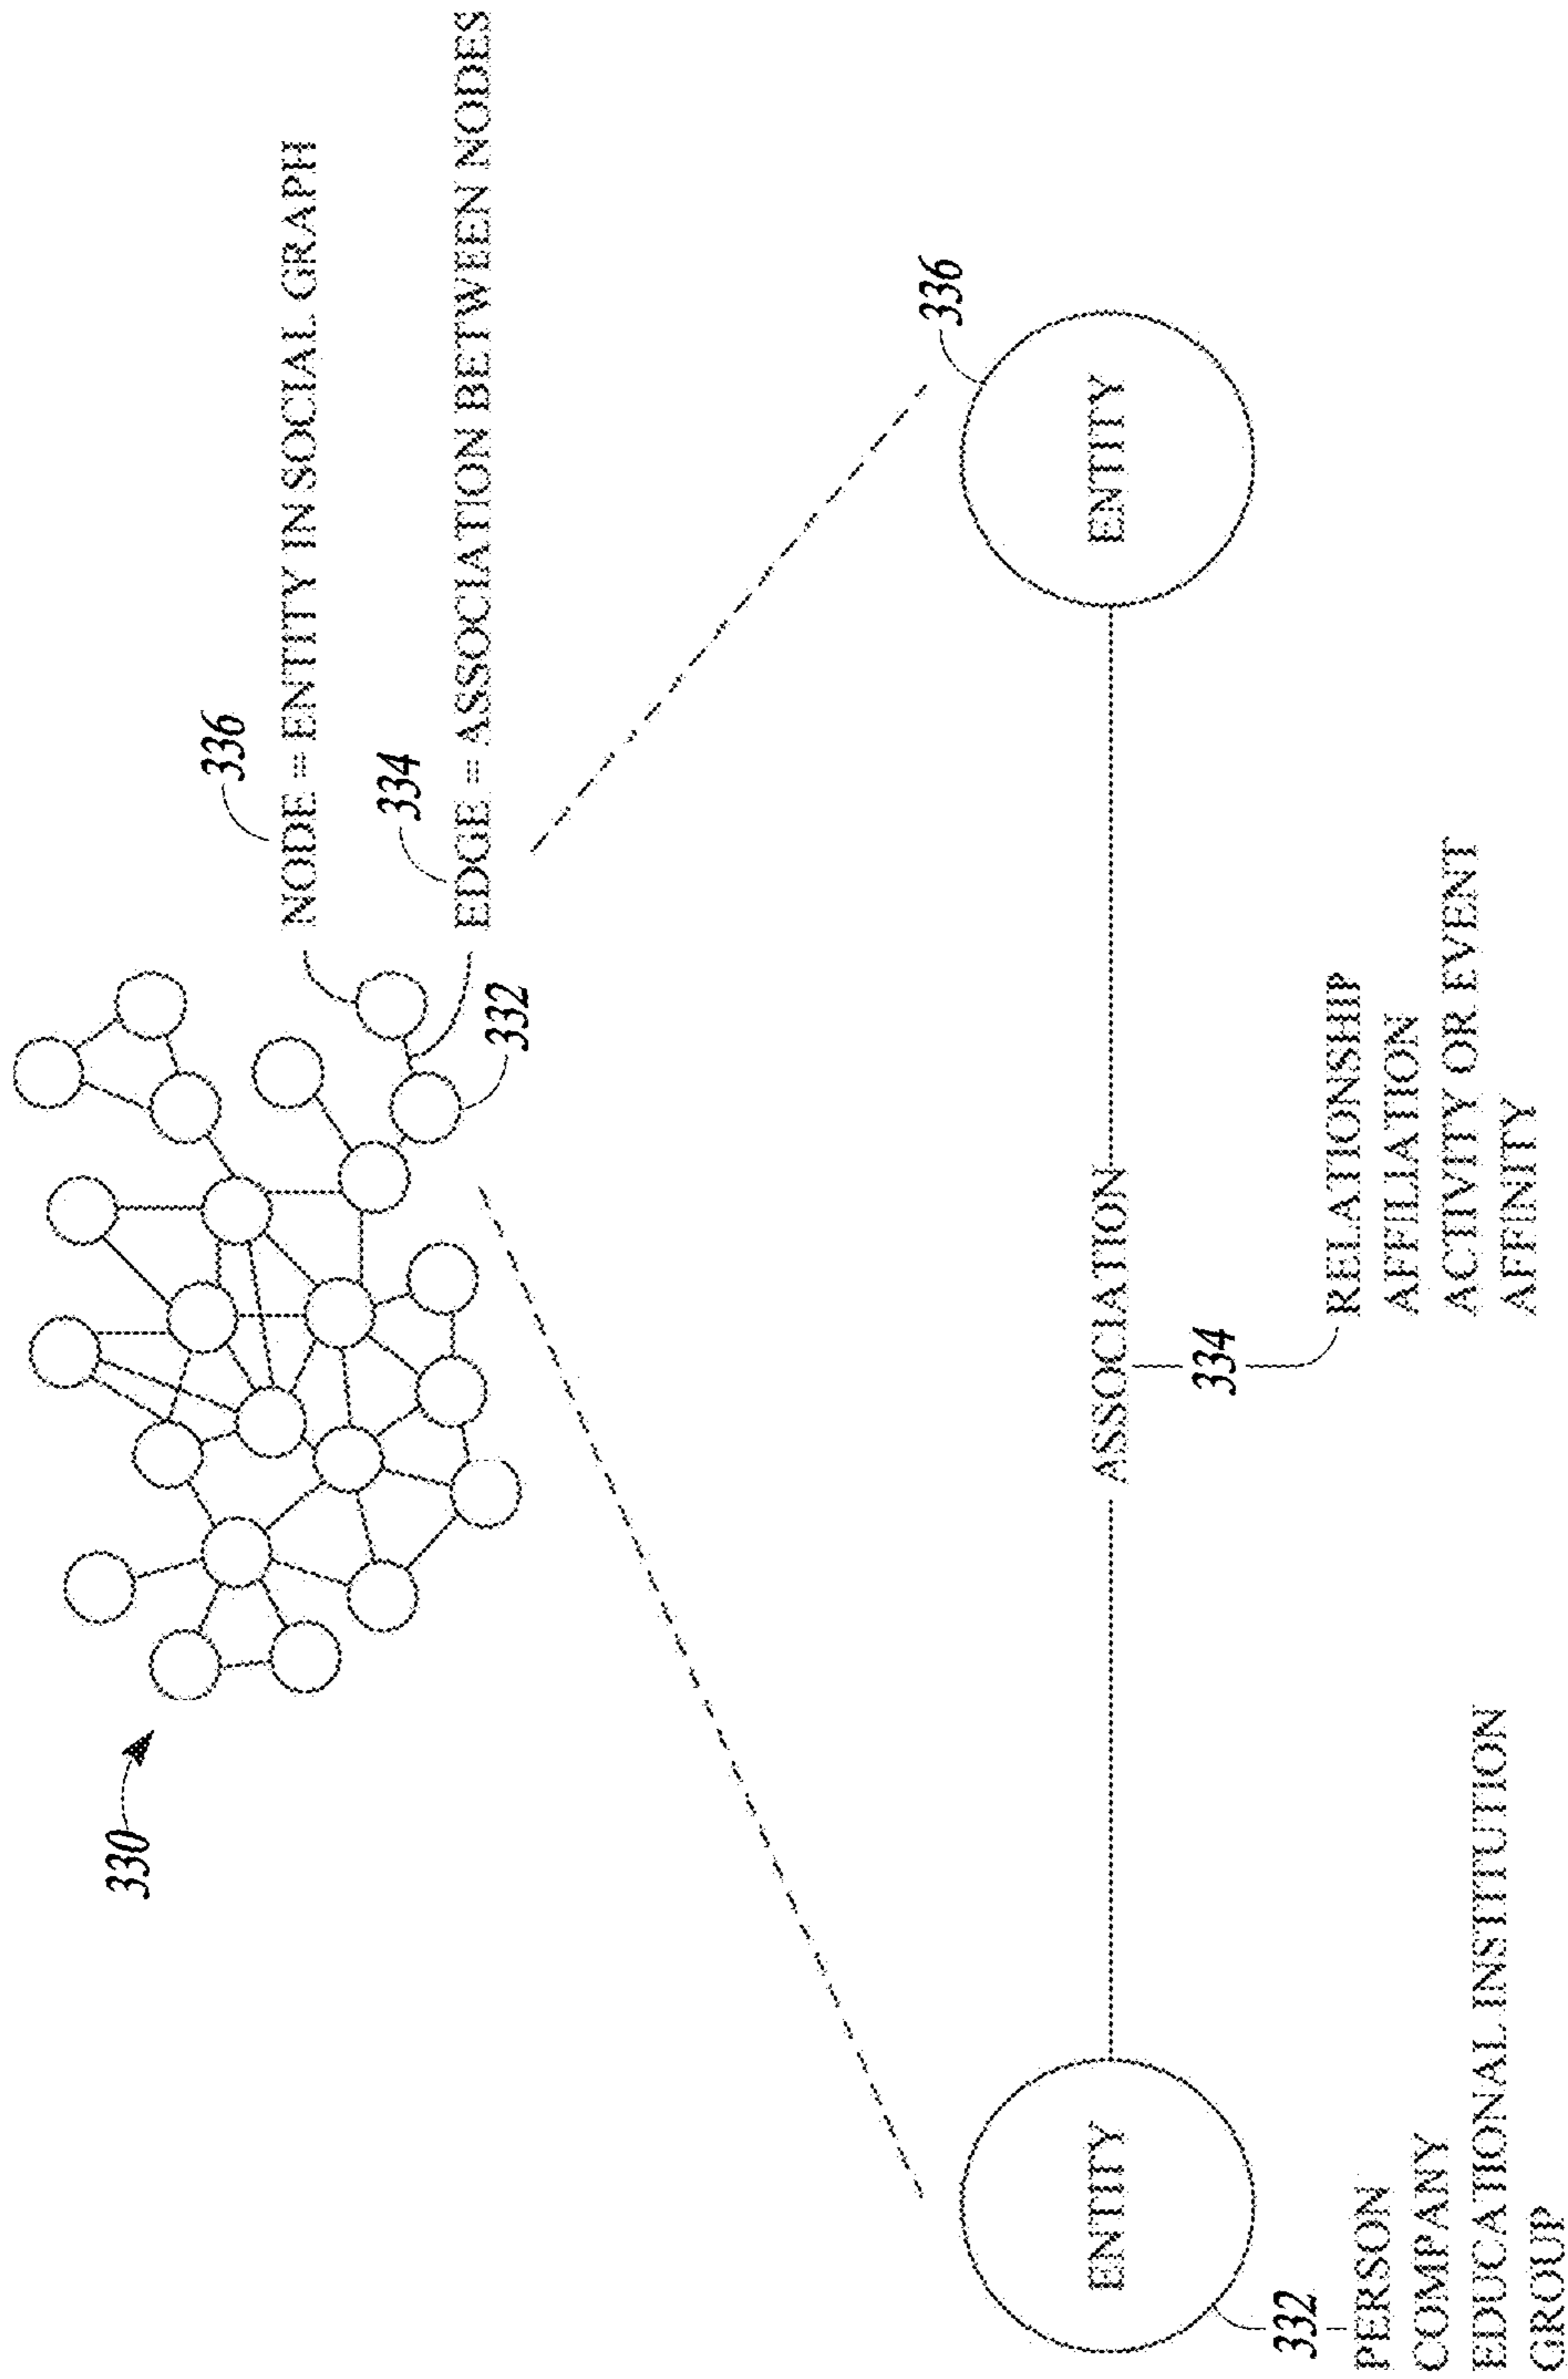 330
336
NODE = ENTITY IN SOCIAL GRAPH
334
EDGE = ASSOCIATION BETWEEN NODES
332
336
ENTITY
ASSOCIATION
ENTITY
332
PERSON
COMPANY
EDUCATIONAL INSTITUTION
GROUP
334
RELATIONSHIP
AFFILIATION
ACTIVITY OR EVENT
AFFINITY